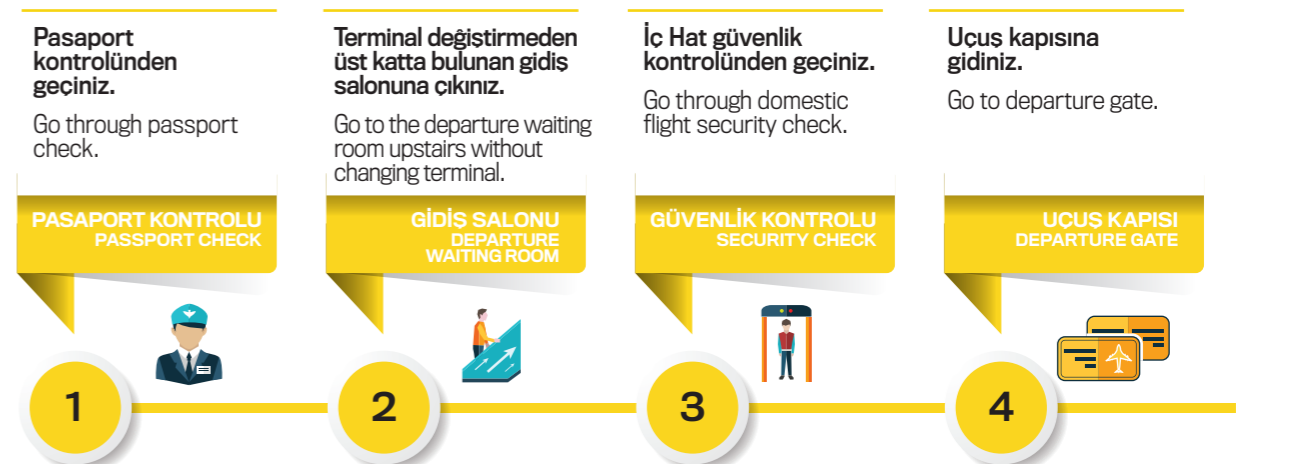 Pasaport
kontrolünden
geçiniz.
Go through passport
check.
PASAPORT KONTROLU
PASSPORT CHECK
1
Terminal değiştirmeden
üst katta bulunan gidiş
salonuna çıkınız.
Go to the departure waiting
room upstairs without
changing terminal.
GİDİŞ SALONU
DEPARTURE
WAITING ROOM
2
İç Hat güvenlik
kontrolünden geçiniz.
Go through domestic
flight security check.
GÜVENLİK KONTROLU
SECURITY CHECK
3
Uçuş kapısına
gidiniz.
Go to departure gate.
UÇUŞ KAPISI
DEPARTURE GATE
4